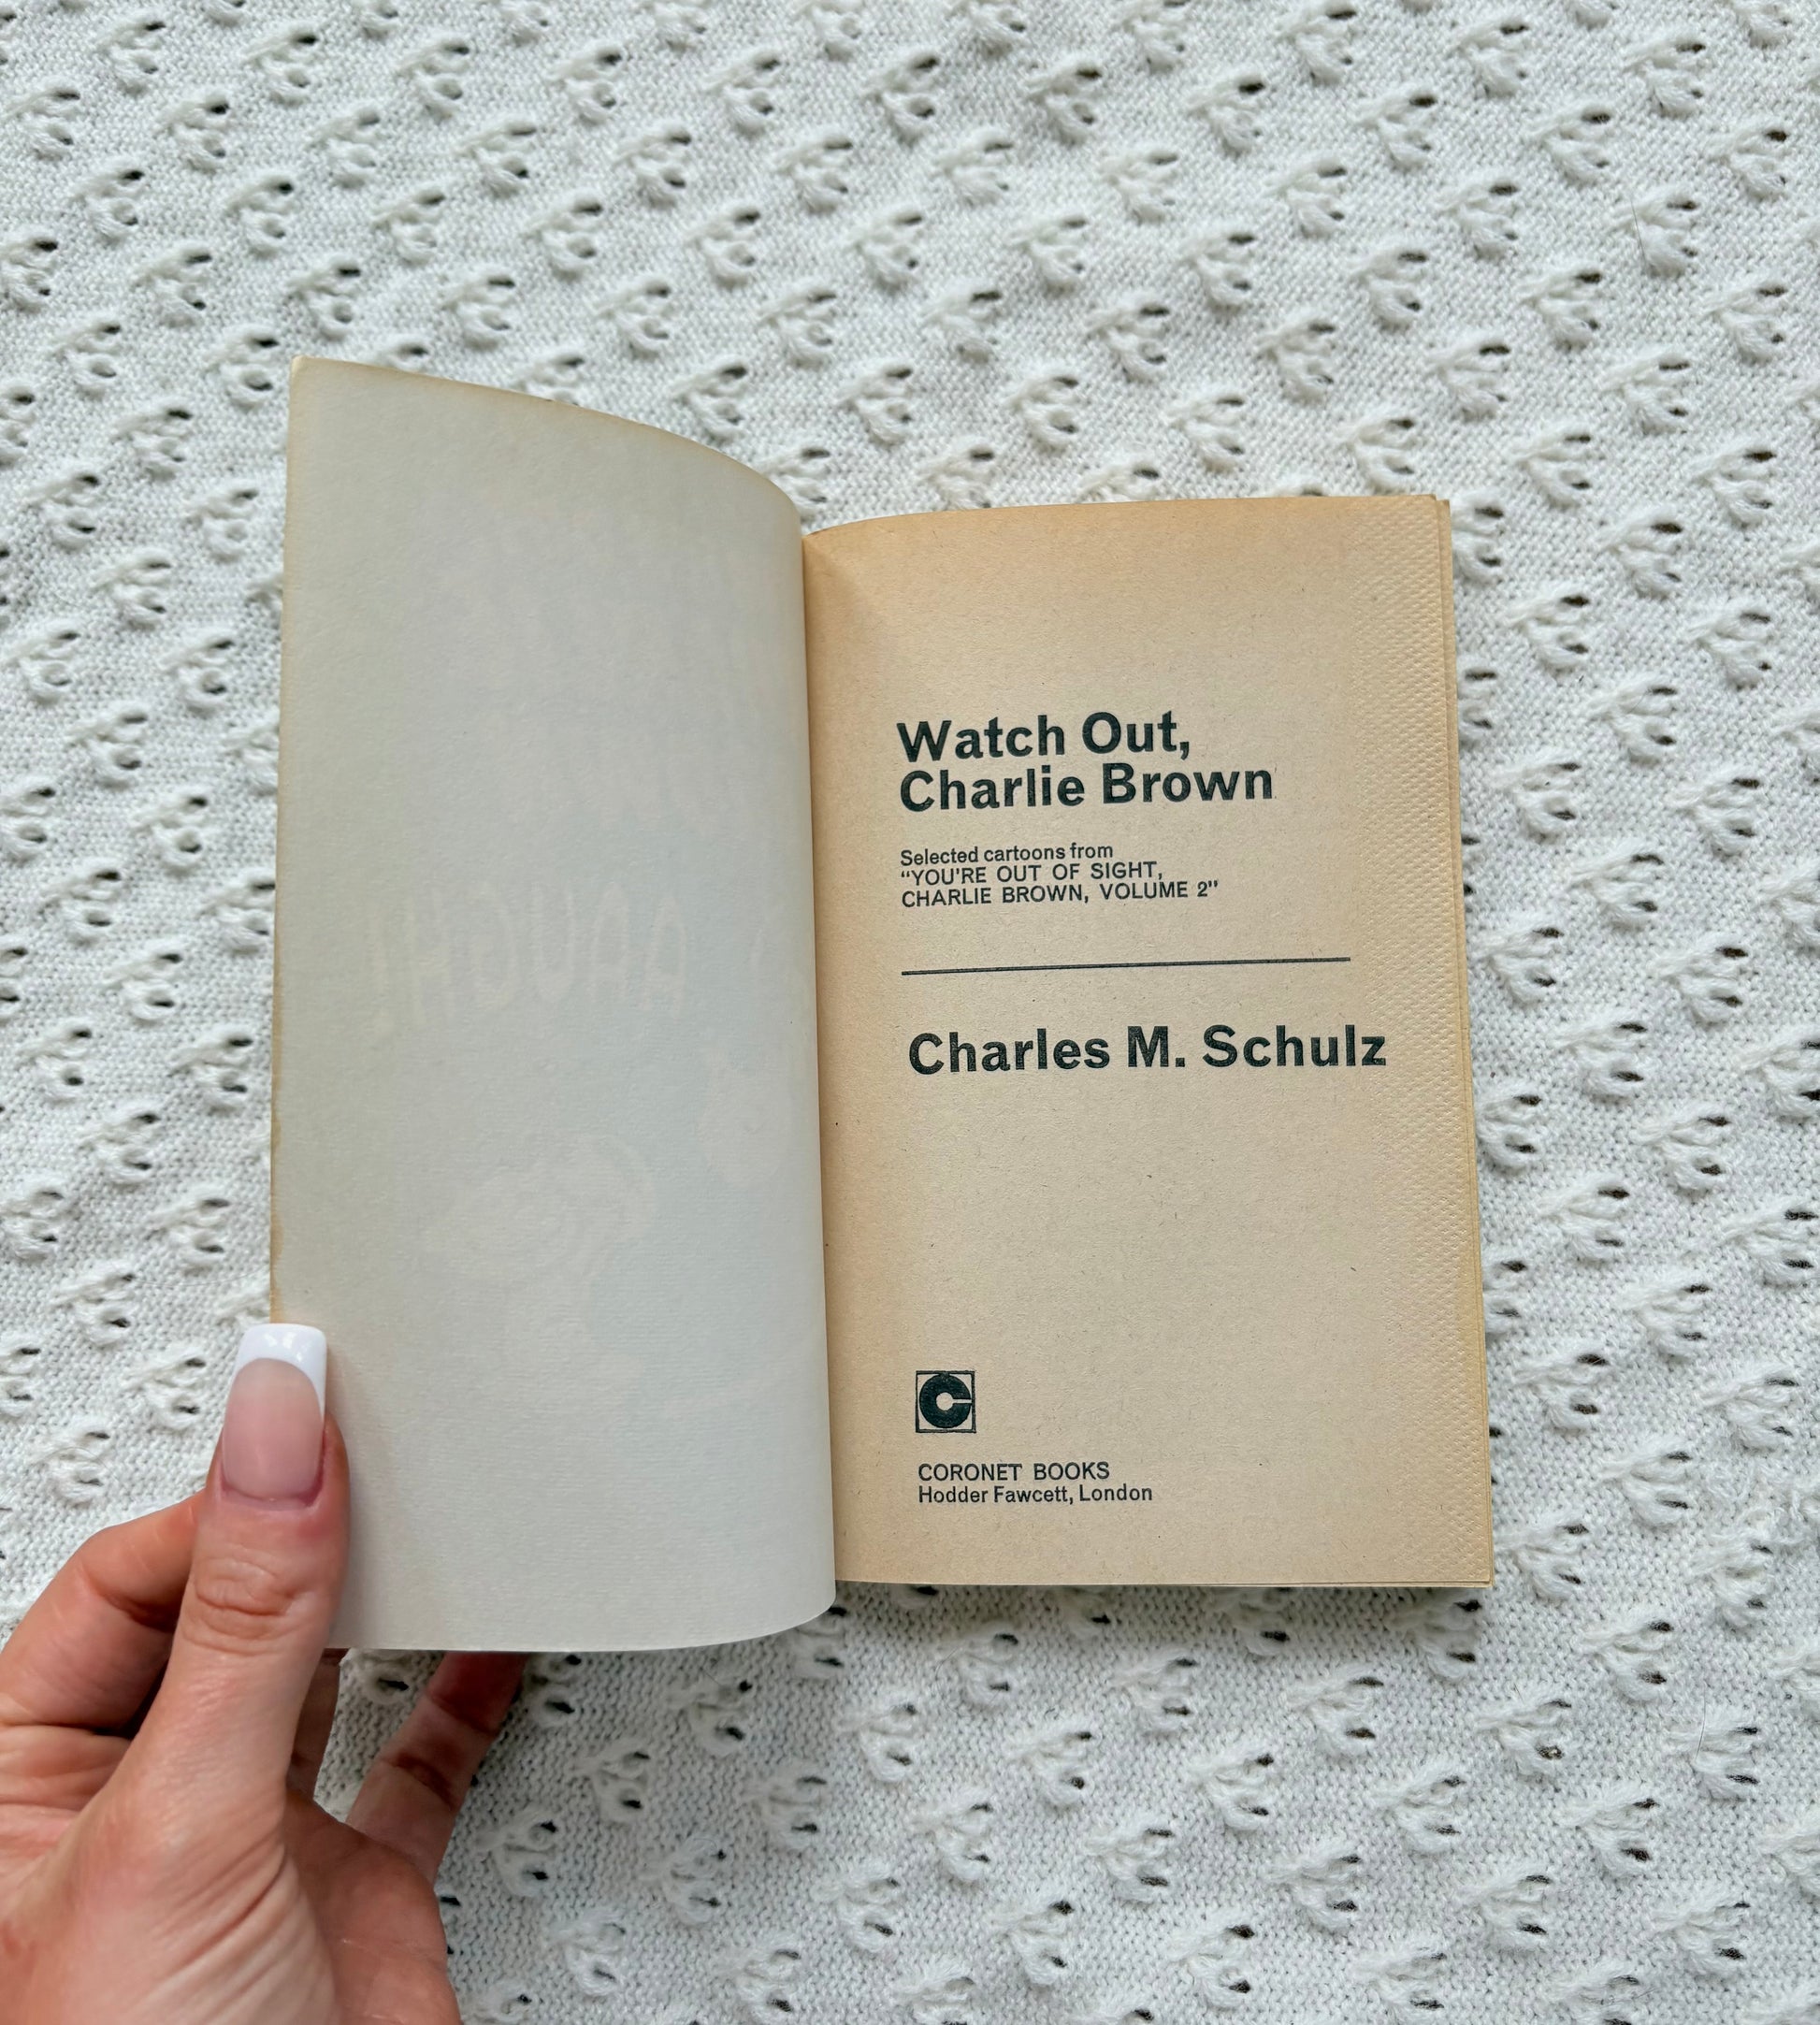 AAUGH!
Watch Out,
Charlie Brown
Selected cartoons from
“YOU'RE OUT OF SIGHT,
CHARLIE BROWN, VOLUME 2”
Charles M. Schulz
C
CORONET BOOKS
Hodder Fawcett, London